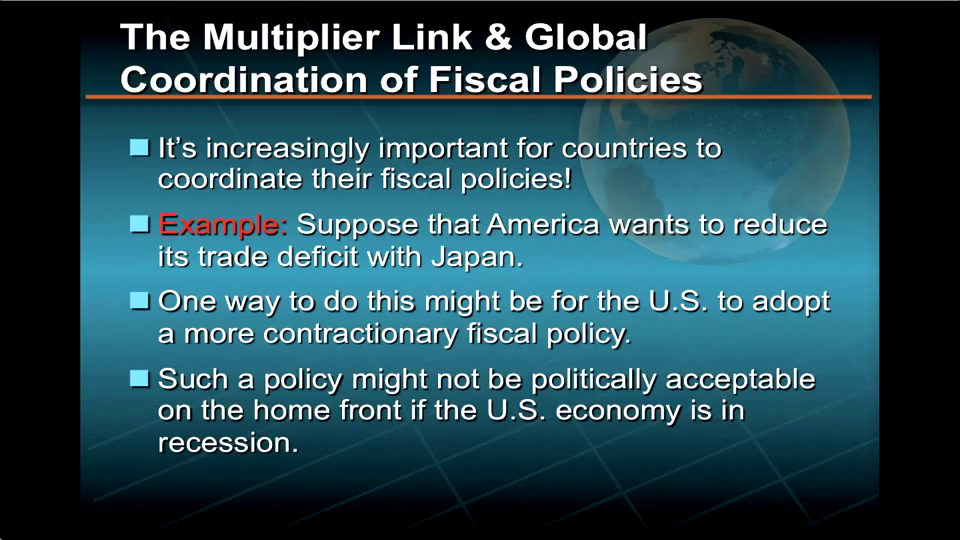 The Multiplier Link & Global
Coordination of Fiscal Policies
It's increasingly important for countries to
coordinate their fiscal policies!
Example: Suppose that America wants to reduce
its trade deficit with Japan.
One way to do this might be for the U.S. to adopt
a more contractionary fiscal policy.
Such a policy might not be politically acceptable
on the home front if the U.S. economy is in
recession.